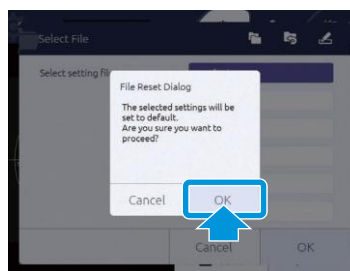 Select File
Select setting fil
File Reset Dialog
The selected settings will be
set to default.
Are you sure you want to
proceed?
Cancel
OK
Cancel
OK